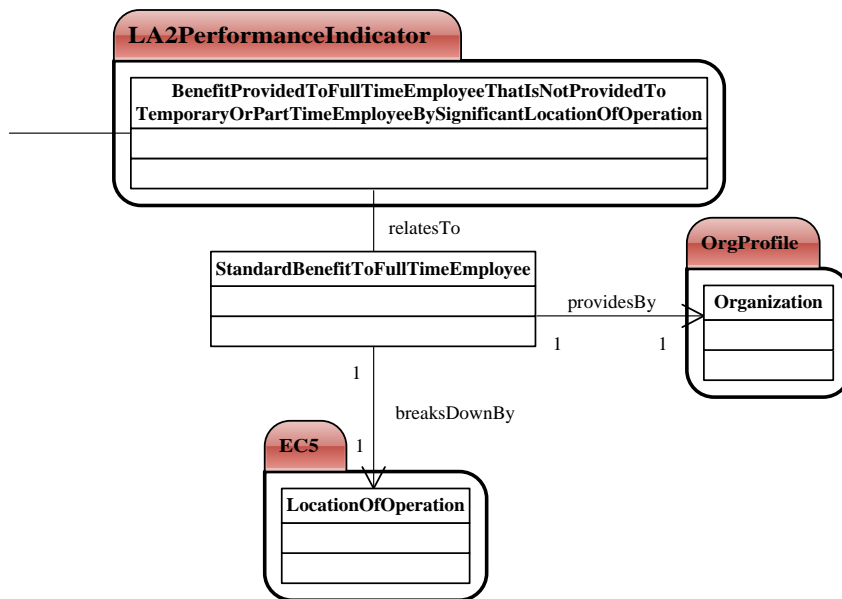 LA2PerformanceIndicator
BenefitProvidedToFullTimeEmployeeThatIsNotProvidedTo
TemporaryOrPartTimeEmployeeBySignificantLocationOfOperation
relatesTo
OrgProfile
StandardBenefitToFullTimeEmployee
providesBy
Organization
1
1
1
breaksDownBy
EC5
1
LocationOfOperation